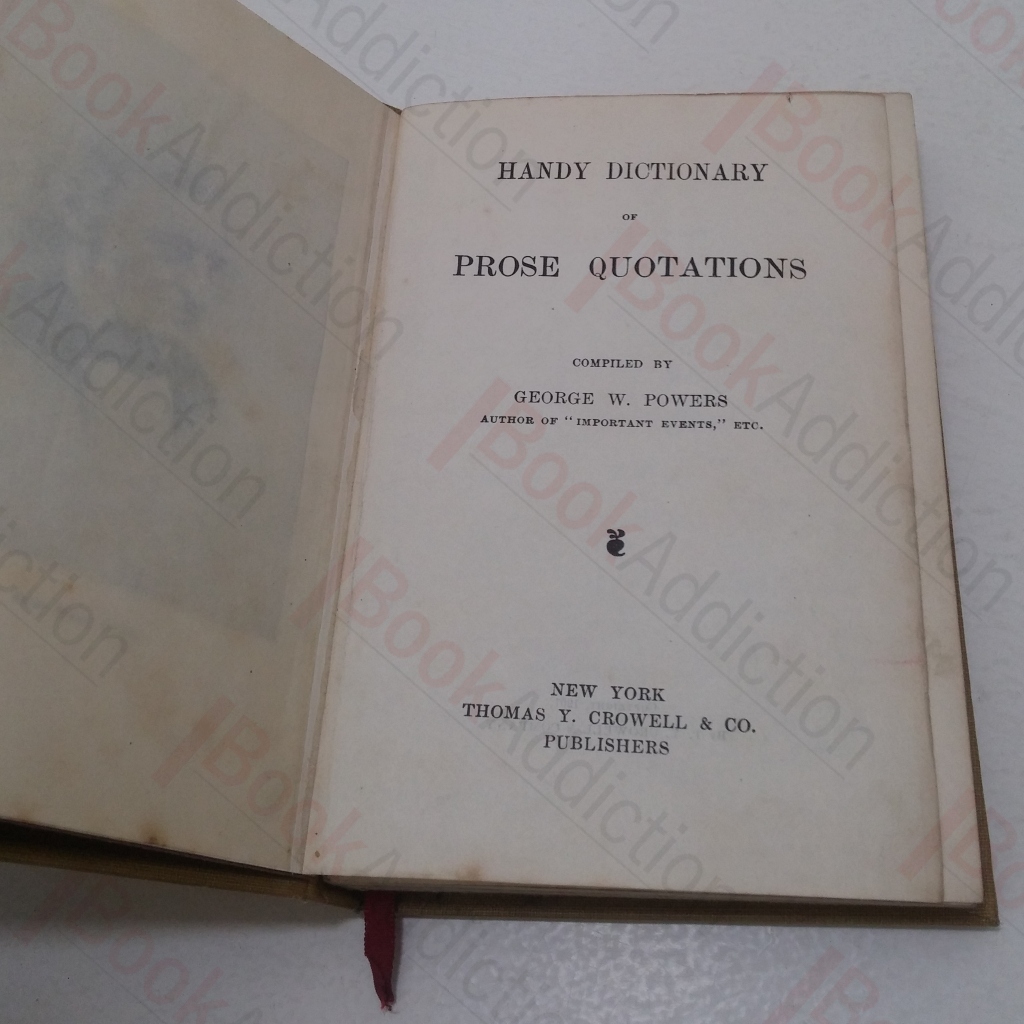 HANDY DICTIONARY
OF
PROSE QUOTATIONS
COMPILED BY
GEORGE W. POWERS
AUTHOR OF "IMPORTANT EVENTS," ETC.
NEW YORK
THOMAS Y. CROWELL & CO.
PUBLISHERS
BookAddiction